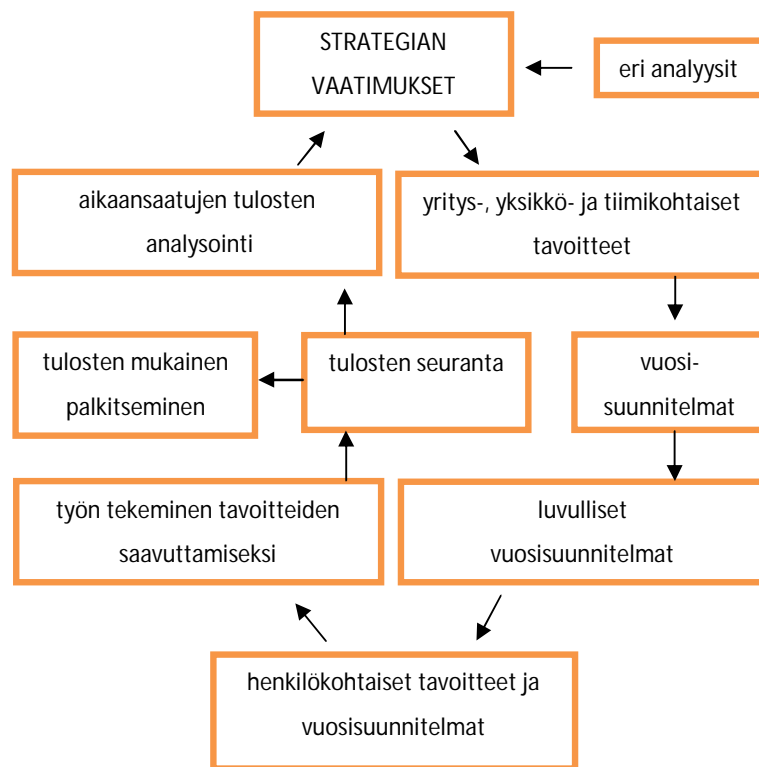 STRATEGIAN
VAATIMUKSET
eri analyysit
aikaansaatujen tulosten
analysointi
yritys-, yksikkö- ja tiimikohtaiset
tavoitteet
tulosten mukainen
palkitseminen
tulosten seuranta
vuosi-
suunnitelmat
työn tekeminen tavoitteiden
saavuttamiseksi
luvulliset
vuosisuunnitelmat
henkilökohtaiset tavoitteet ja
vuosisuunnitelmat